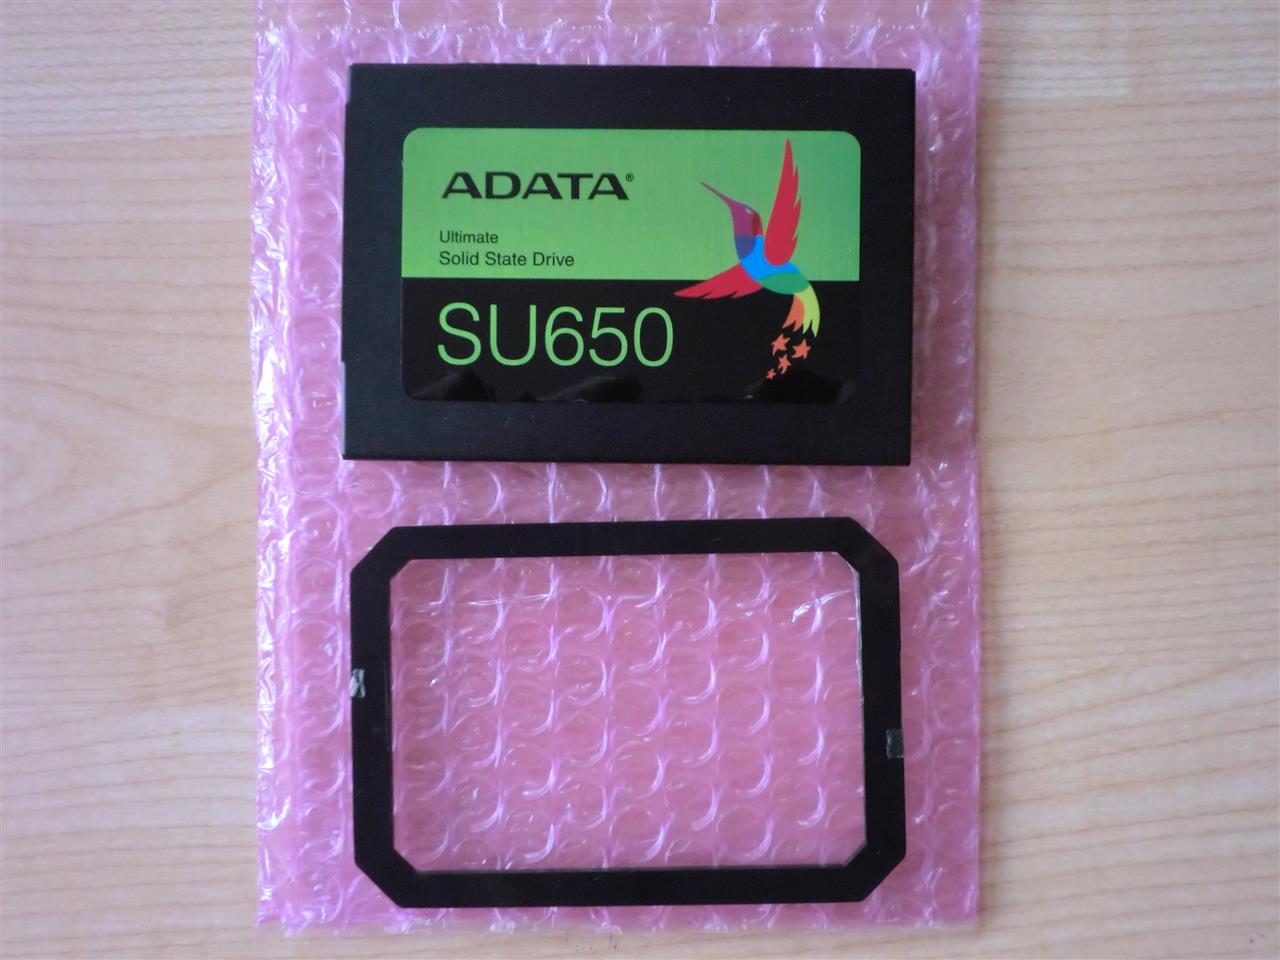 ADATA®
Ultimate
Solid State Drive
SU650